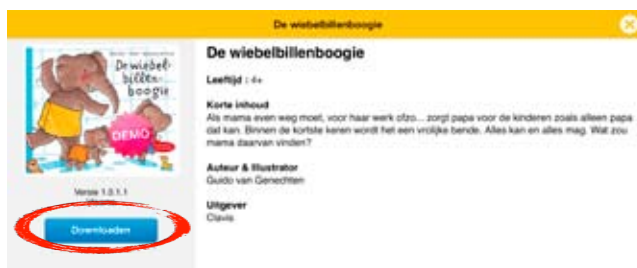 De wiebelbillenboogie
De wiebel-
billen-
boogie
DEMO
Versie 1.0.1.1
Downloaden
De wiebelbillenboogie
Leeftijd : 4+
Korte inhoud
Als mama even weg moet, voor haar werk ofzo... zorgt papa voor de kinderen zoals alleen papa
dat kan. Binnen de kortste keren wordt het een vrolijke bende. Alles kan en alles mag. Wat zou
mama daarvan vinden?
Auteur & Illustrator
Guido van Genechten
Uitgever
Clavis